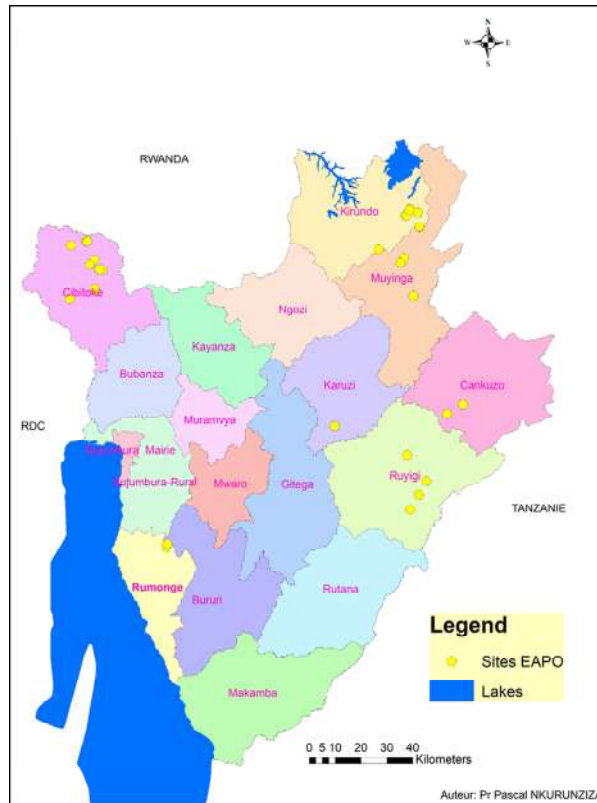 N
W E
S
RWANDA
Kirundo
Muyinga
Cibitoke
Ngozi
Kayanza
Bubanza
Karuzi
Cankuzo
Muramvya
RDC
Mairie
Ruyigi
Bujumbura-Rural
Mwaro
Gitega
TANZANIE
Rumonge
Rutana
Bururi
Legend
Sites EAPO
Lakes
Makamba
0 5 10 20 30 40
Kilometers
Auteur: Pr Pascal NKURUNZIZA